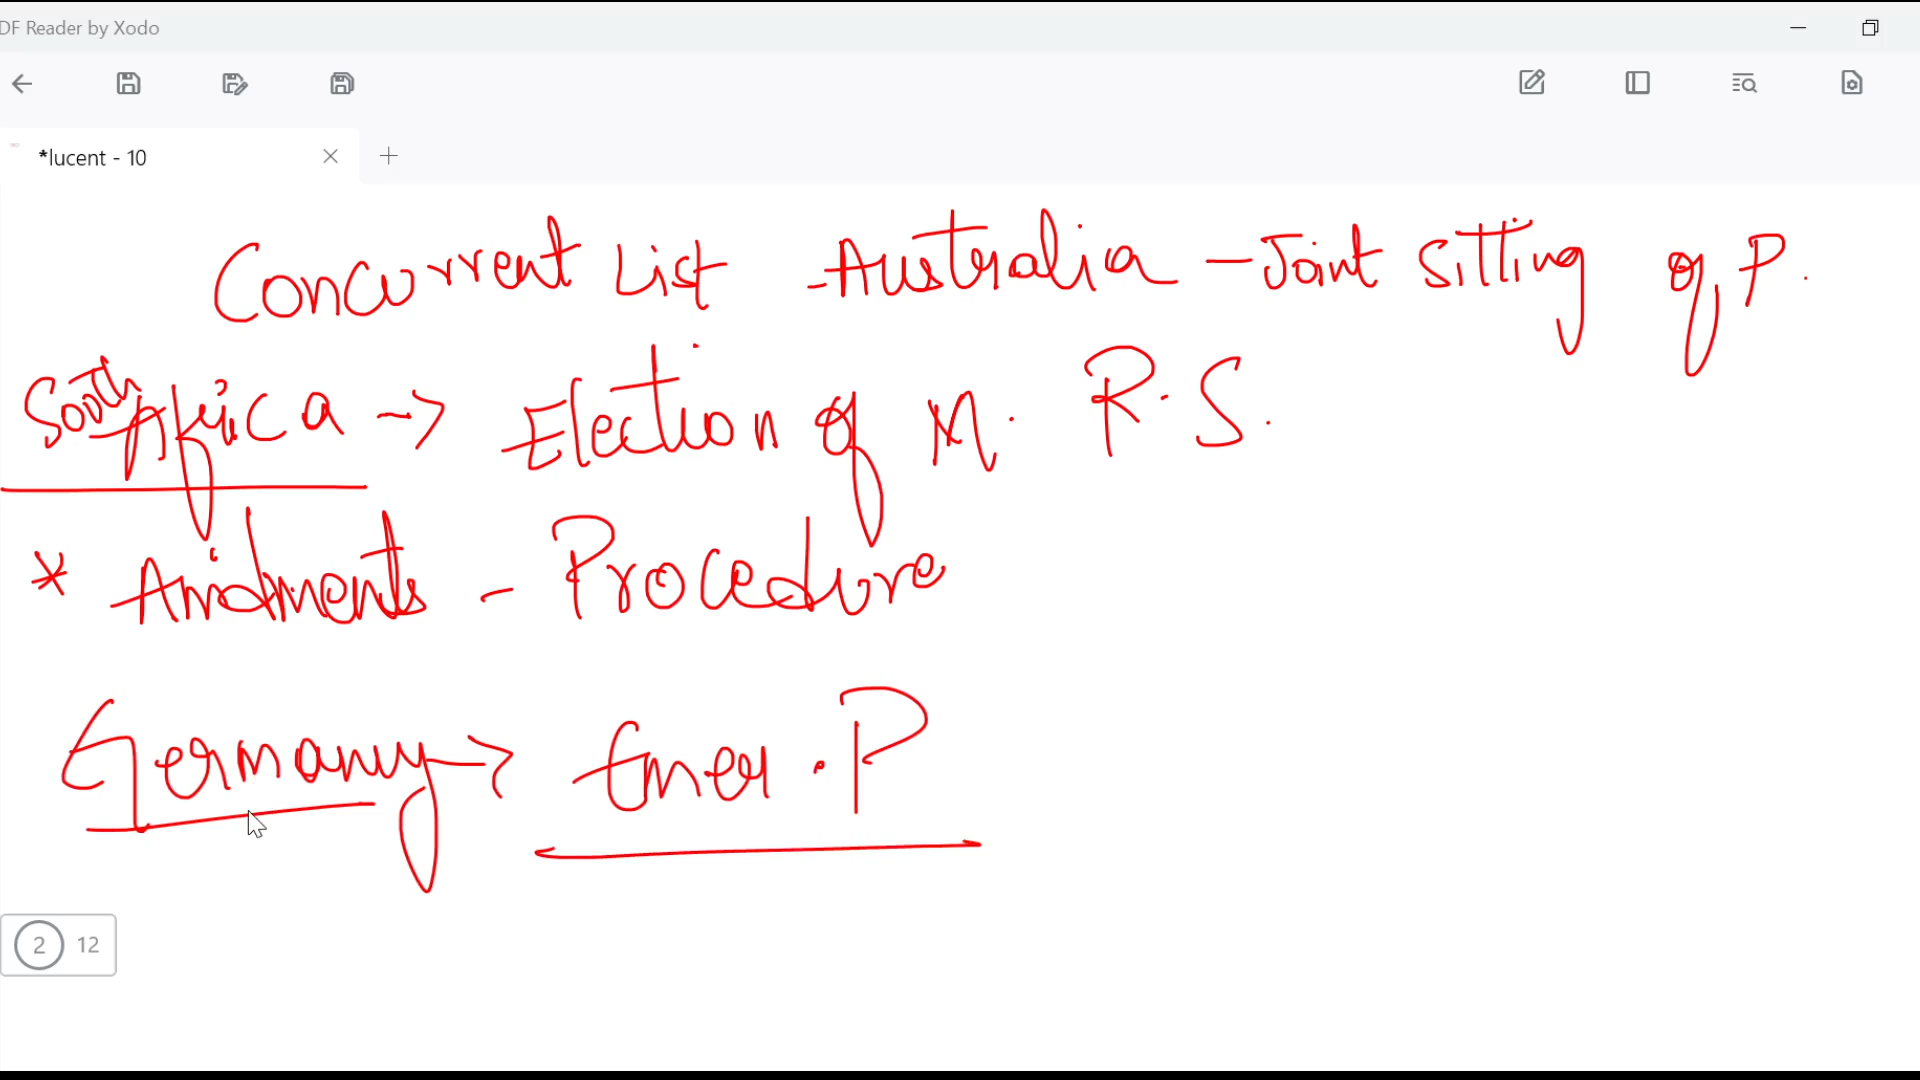 DF Reader by Xodo
*lucent - 10
Concurrent List - Australia - Joint Sitting of P.
South Africa -> Election of M. R.S.
* Amdments - Procedure
Germany -> Emer. P
2 12